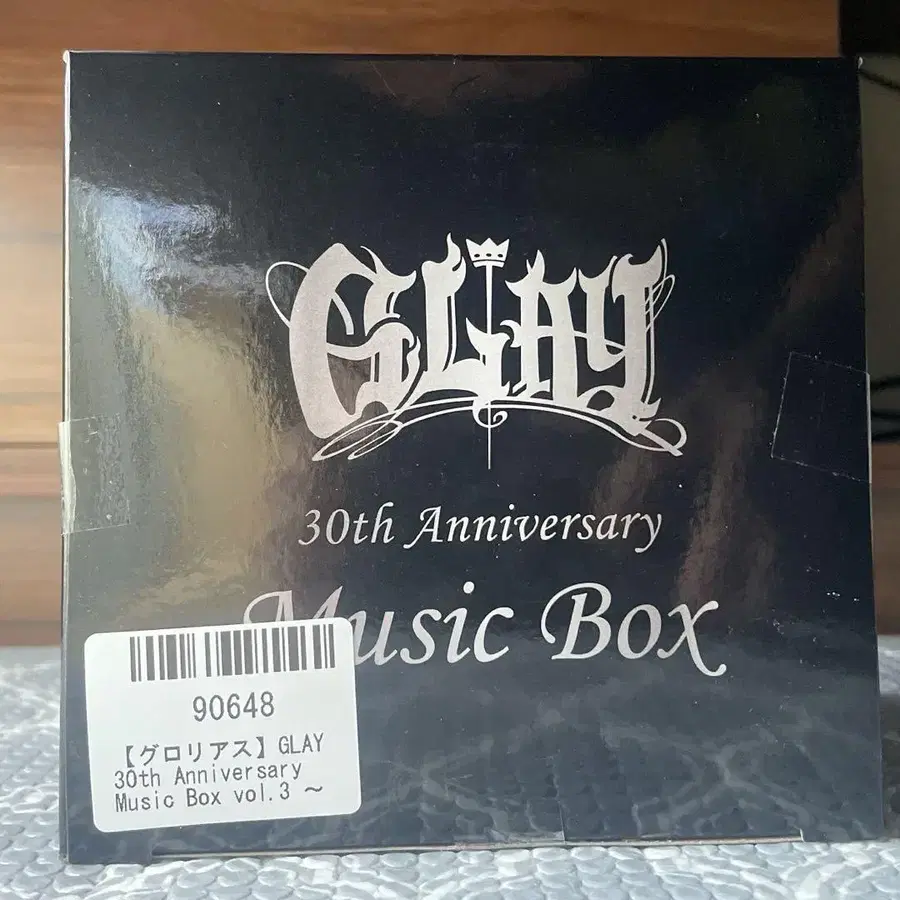 GLAY
30th Anniversary
Music Box
90648
【グロリアス】GLAY
30th Anniversary
Music Box vol.3 ～